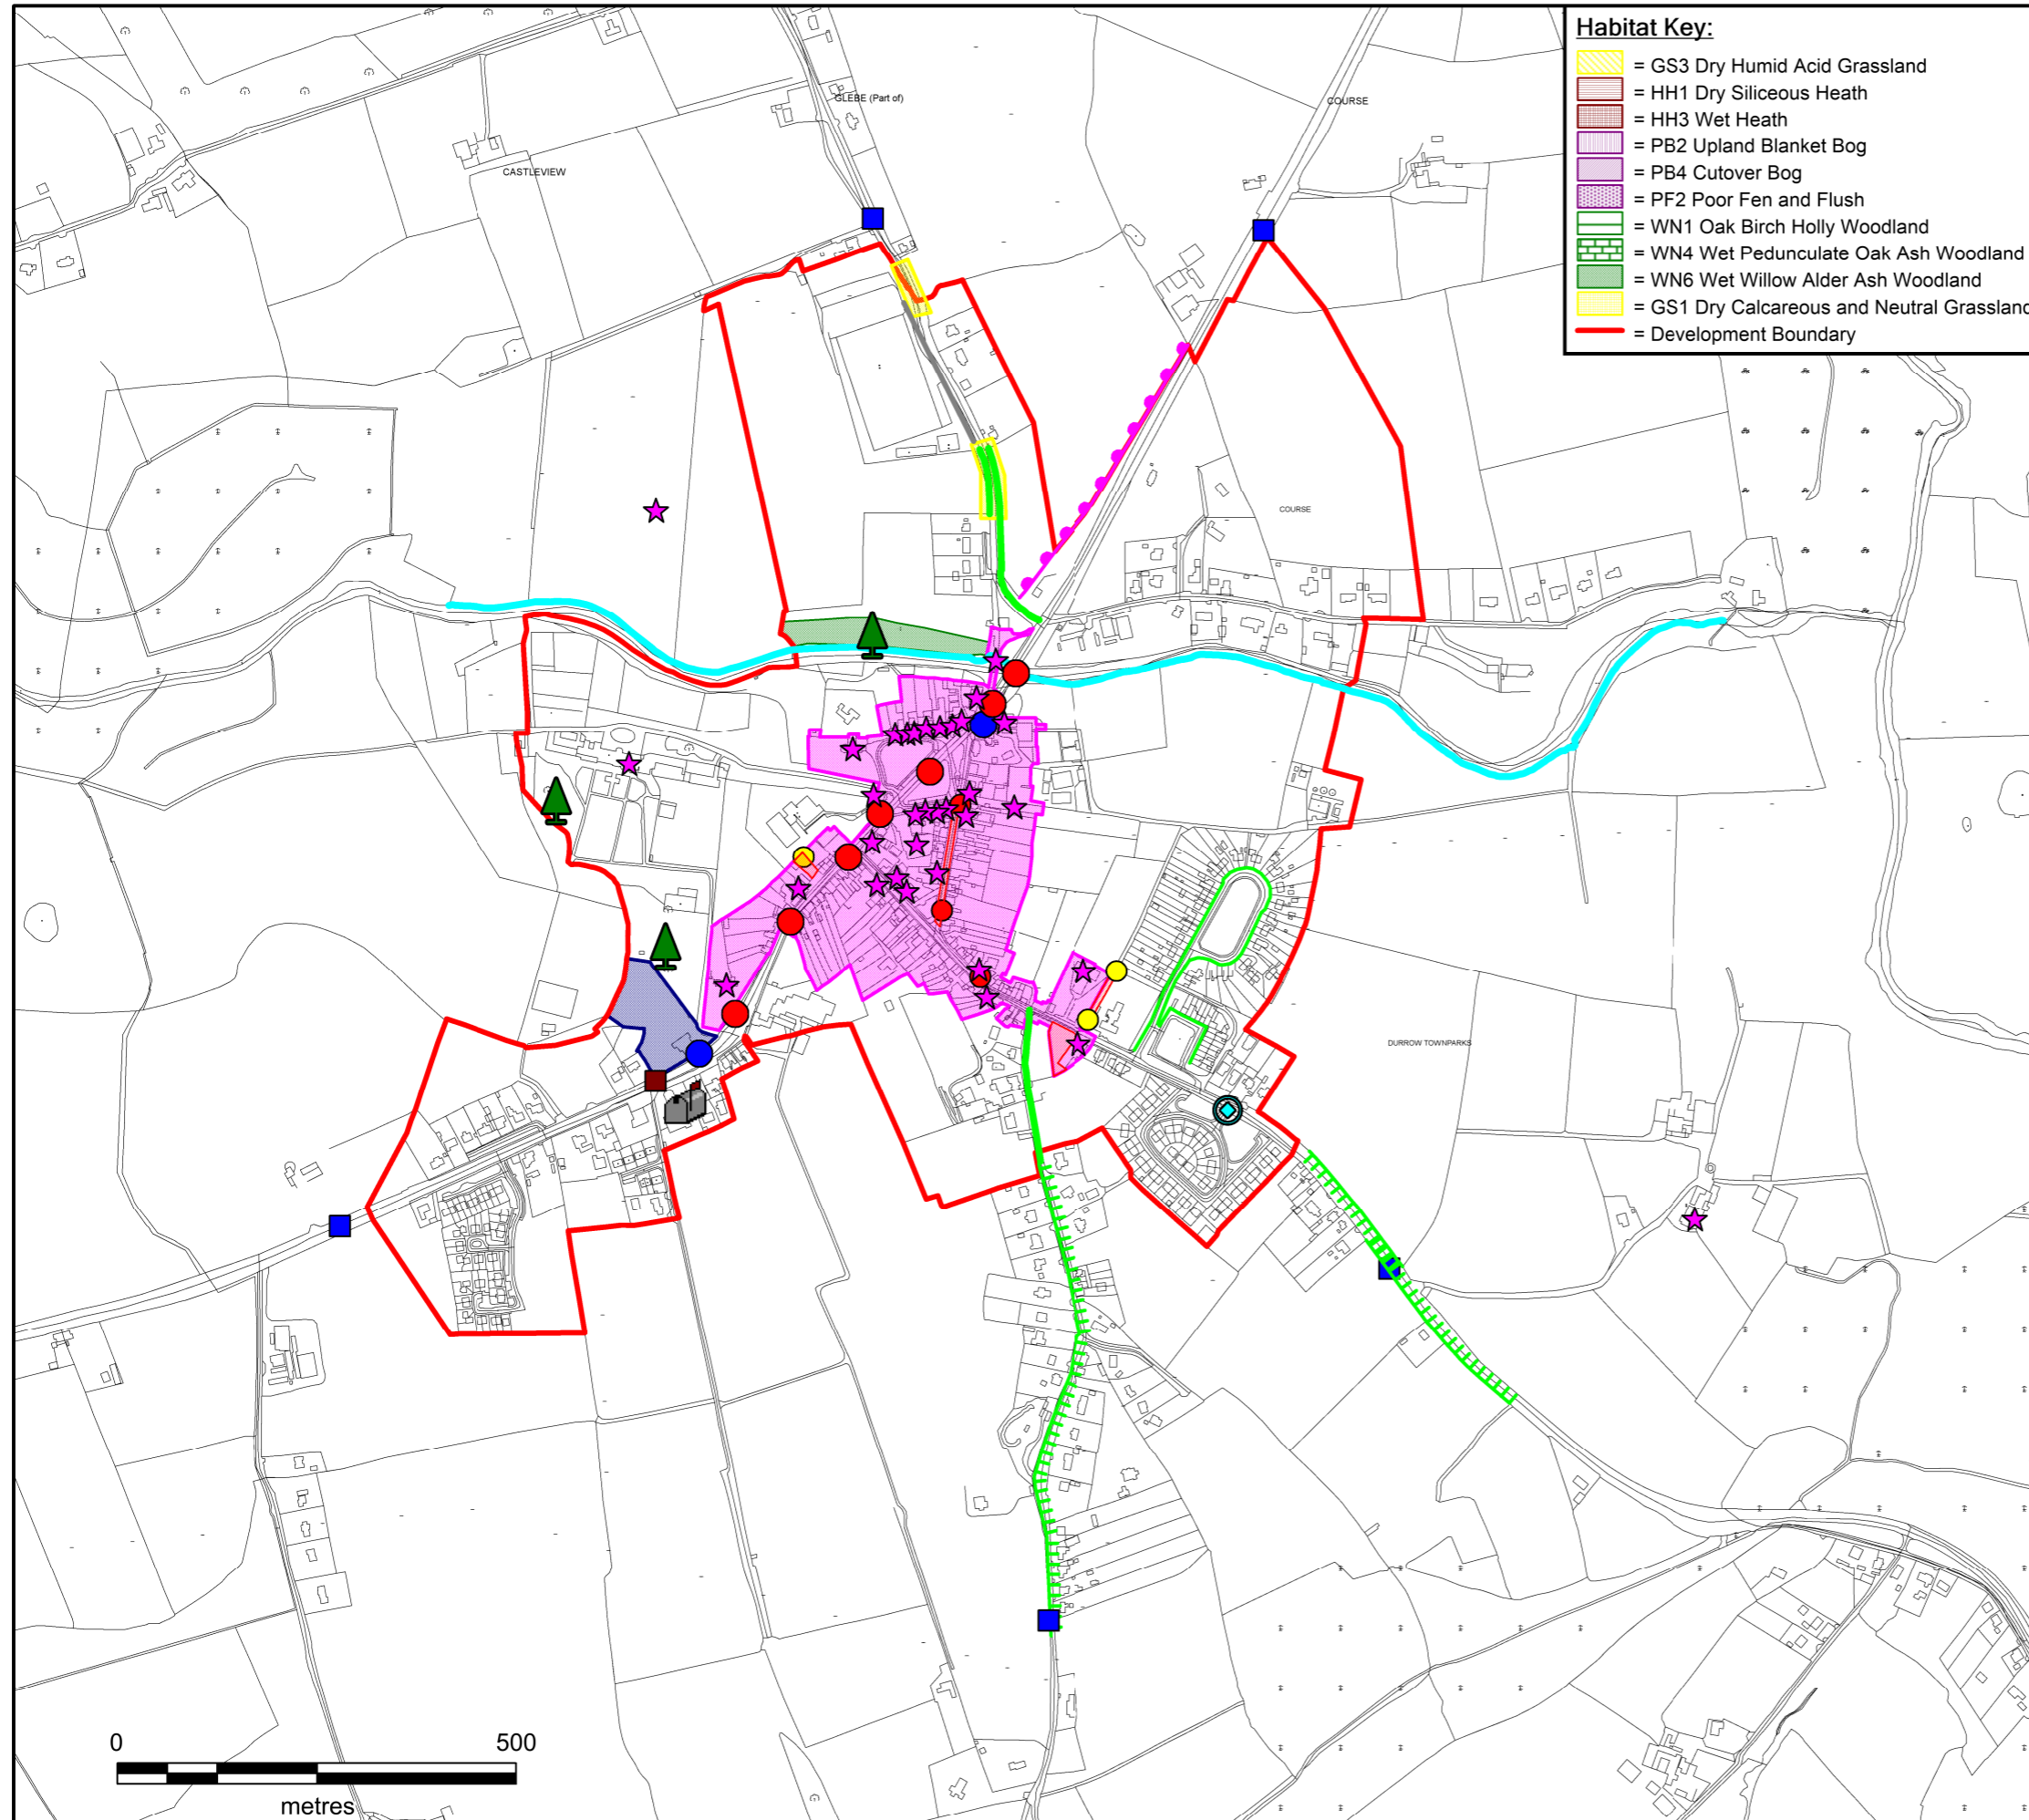 Habitat Key:
= GS3 Dry Humid Acid Grassland
= HH1 Dry Siliceous Heath
= HH3 Wet Heath
= PB2 Upland Blanket Bog
= PB4 Cutover Bog
= PF2 Poor Fen and Flush
= WN1 Oak Birch Holly Woodland
= WN4 Wet Pedunculate Oak Ash Woodland
= WN6 Wet Willow Alder Ash Woodland
= GS1 Dry Calcareous and Neutral Grassland
= Development Boundary
GLEBE (Part of)
COURSE
CASTLEVIEW
COURSE
DURROW TOWNPARKS
0 500
metres